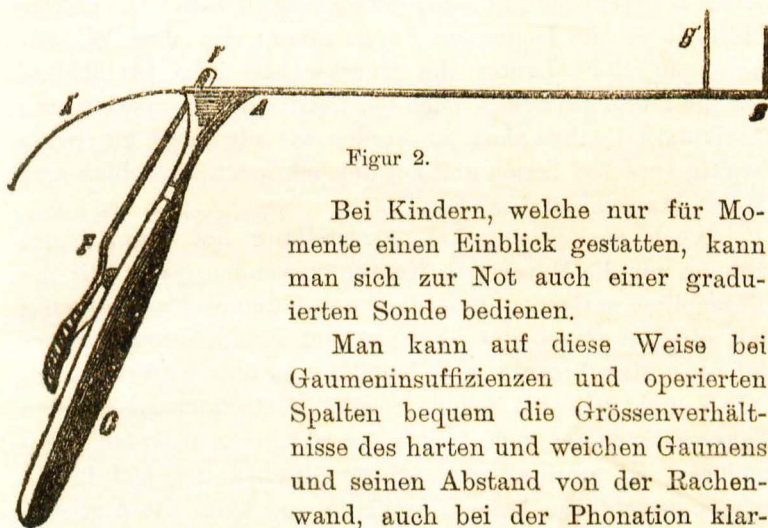 F
B'
A'
A
B
Figur 2.
Bei Kindern, welche nur für Mo-
mente einen Einblick gestatten, kann
man sich zur Not auch einer gradu-
ierten Sonde bedienen.
F
Man kann auf diese Weise bei
Gaumeninsuffizienzen und operierten
Spalten bequem die Grössenverhält-
C
nisse des harten und weichen Gaumens
und seinen Abstand von der Rachen-
wand, auch bei der Phonation klar-